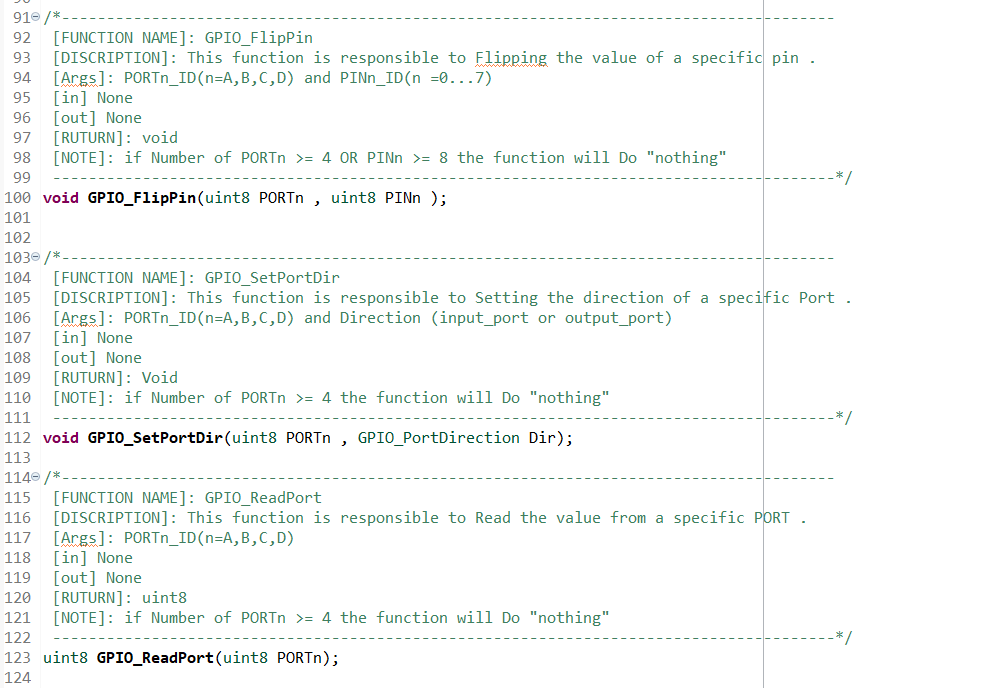 91 /*--------------------------------------------------------------------------------------
92 [FUNCTION NAME]: GPIO_FlipPin
93 [DISCRIPTION]: This function is responsible to Flipping the value of a specific pin .
94 [Args]: PORTn_ID(n=A,B,C,D) and PINn_ID(n =0...7)
95 [in] None
96 [out] None
97 [RUTURN]: void
98 [NOTE]: if Number of PORTn >= 4 OR PINn >= 8 the function will Do "nothing"
99 ---------------------------------------------------------------------------------------*/
100 void GPIO_FlipPin(uint8 PORTn , uint8 PINn );
101
102
103 /*--------------------------------------------------------------------------------------
104 [FUNCTION NAME]: GPIO_SetPortDir
105 [DISCRIPTION]: This function is responsible to Setting the direction of a specific Port .
106 [Args]: PORTn_ID(n=A,B,C,D) and Direction (input_port or output_port)
107 [in] None
108 [out] None
109 [RUTURN]: Void
110 [NOTE]: if Number of PORTn >= 4 the function will Do "nothing"
111 ---------------------------------------------------------------------------------------*/
112 void GPIO_SetPortDir(uint8 PORTn , GPIO_PortDirection Dir);
113
114 /*--------------------------------------------------------------------------------------
115 [FUNCTION NAME]: GPIO_ReadPort
116 [DISCRIPTION]: This function is responsible to Read the value from a specific PORT .
117 [Args]: PORTn_ID(n=A,B,C,D)
118 [in] None
119 [out] None
120 [RUTURN]: uint8
121 [NOTE]: if Number of PORTn >= 4 the function will Do "nothing"
122 ---------------------------------------------------------------------------------------*/
123 uint8 GPIO_ReadPort(uint8 PORTn);
124